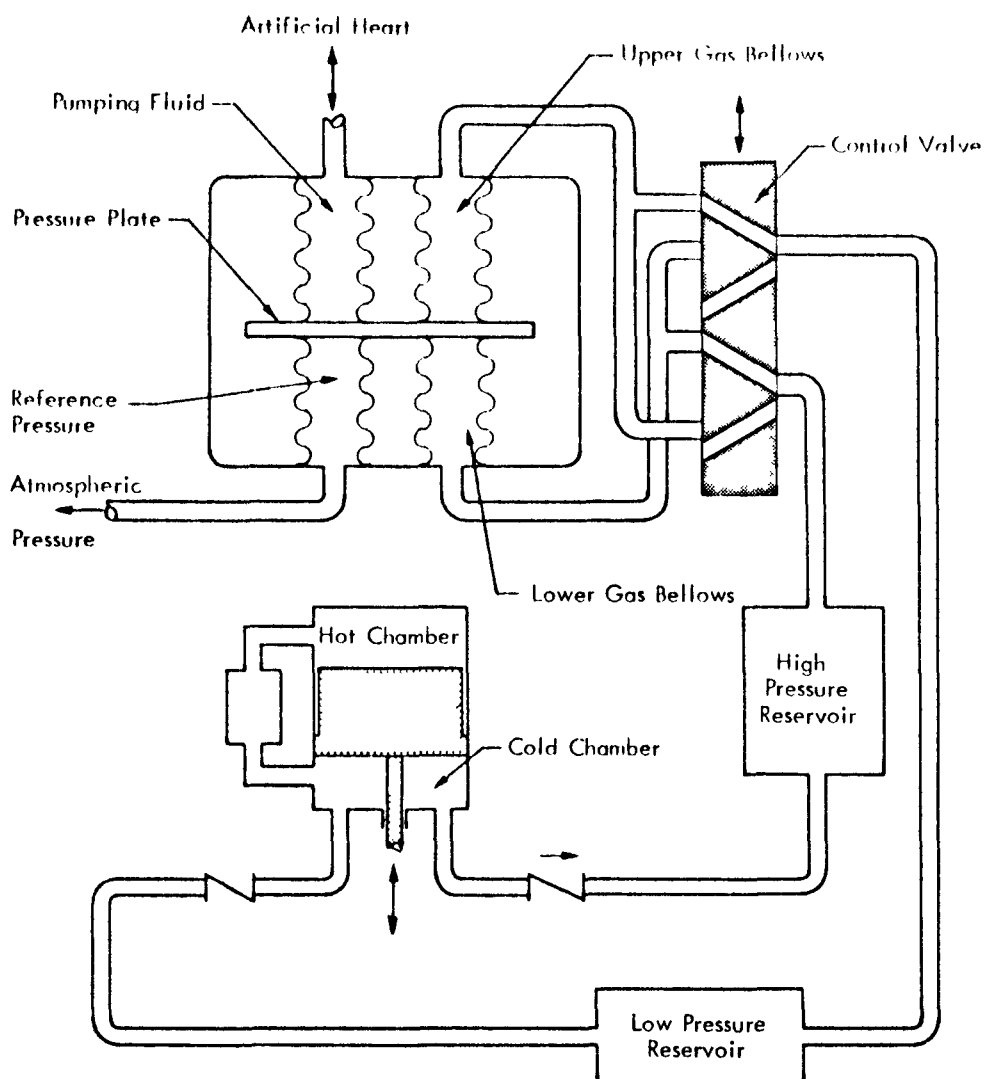 Artificial Heart
Upper Gas Bellows
Pumping Fluid
Control Valve
Pressure Plate
Reference
Pressure
Atmospheric
Pressure
Lower Gas Bellows
Hot Chamber
High
Pressure
Reservoir
Cold Chamber
Low Pressure
Reservoir